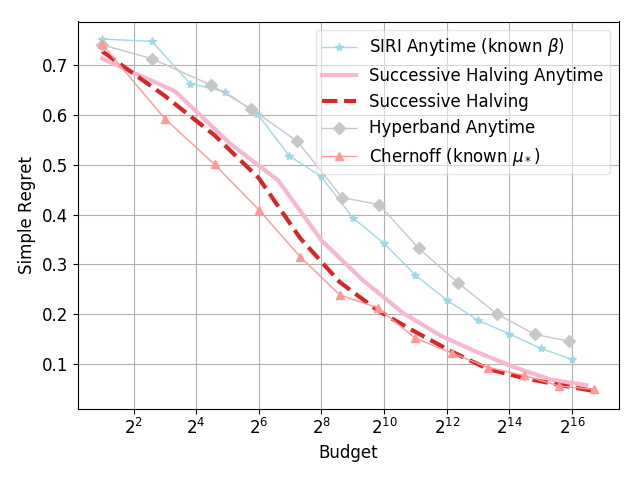 SIRI Anytime (known β)
Successive Halving Anytime
Successive Halving
Hyperband Anytime
Chernoff (known μ*)
Simple Regret
0.7
0.6
0.5
0.4
0.3
0.2
0.1
2^2 2^4 2^6 2^8 2^10 2^12 2^14 2^16
Budget